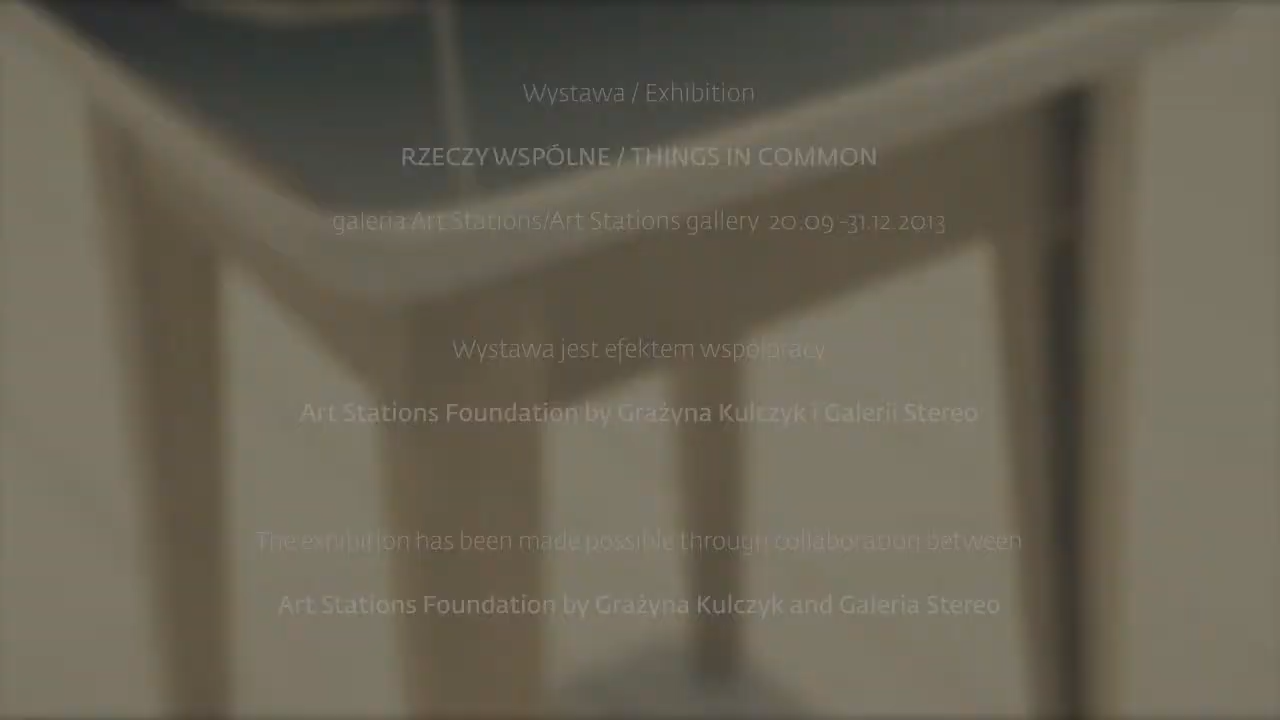 Wystawa / Exhibition
RZECZY WSPÓLNE / THINGS IN COMMON
galeria Art Stations/Art Stations gallery 20.09 -31.12.2013
Wystawa jest efektem współpracy
Art Stations Foundation by Grażyna Kulczyk i Galerii Stereo
The exhibition has been made possible through collaboration between
Art Stations Foundation by Grażyna Kulczyk and Galeria Stereo